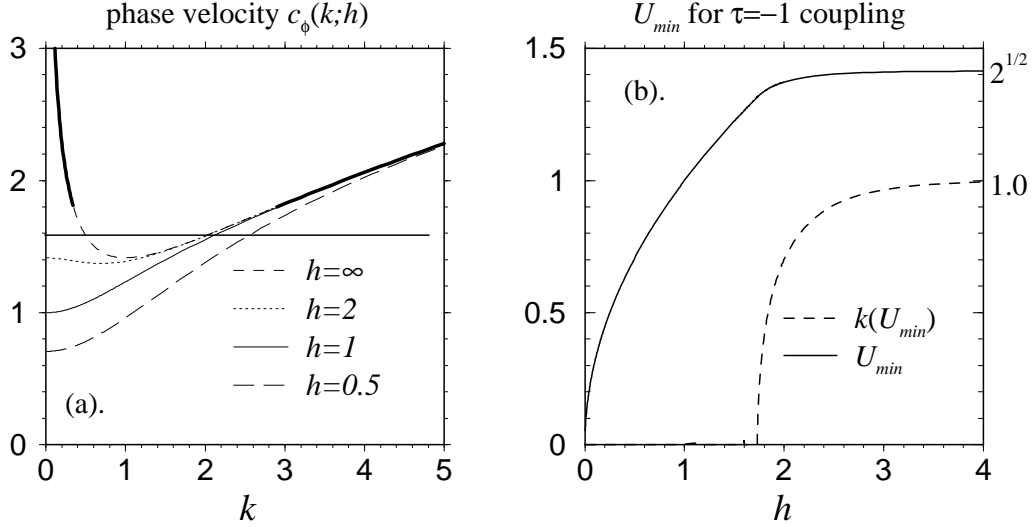 phase velocity c_ϕ(k;h)
3
2
1
0
0 1 2 3 4 5
k
(a).
h=∞
h=2
h=1
h=0.5
U_min for τ=−1 coupling
1.5
1
0.5
0
0 1 2 3 4
h
(b).
2^{1/2}
1.0
k(U_min)
U_min